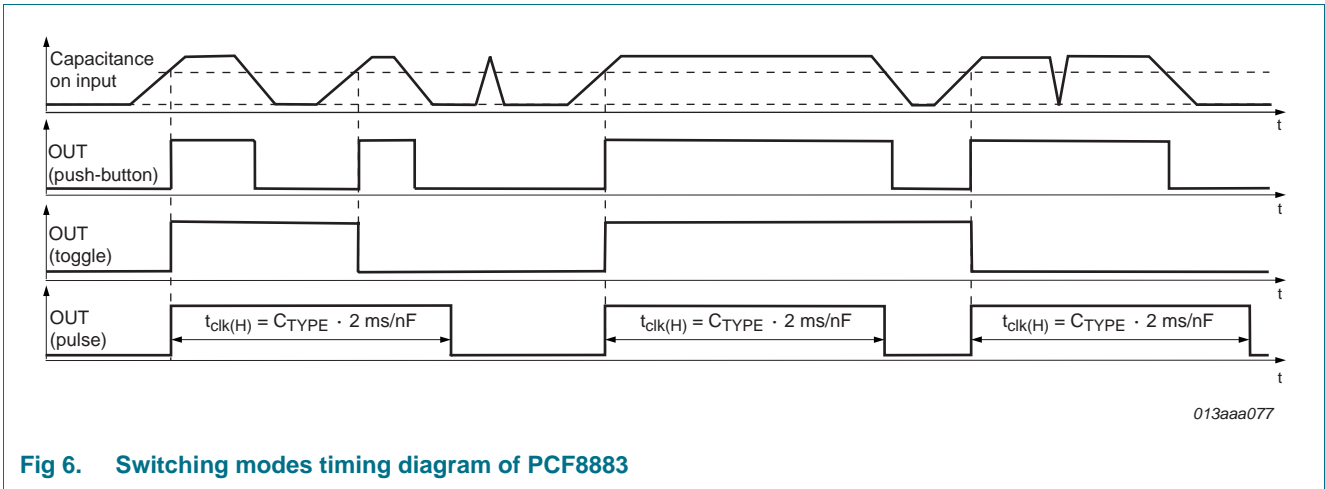 Capacitance
on input
t
OUT
(push-button)
t
OUT
(toggle)
t
OUT
(pulse)
tclk(H) = CTYPE · 2 ms/nF
tclk(H) = CTYPE · 2 ms/nF
tclk(H) = CTYPE · 2 ms/nF
t
013aaa077
Fig 6. Switching modes timing diagram of PCF8883